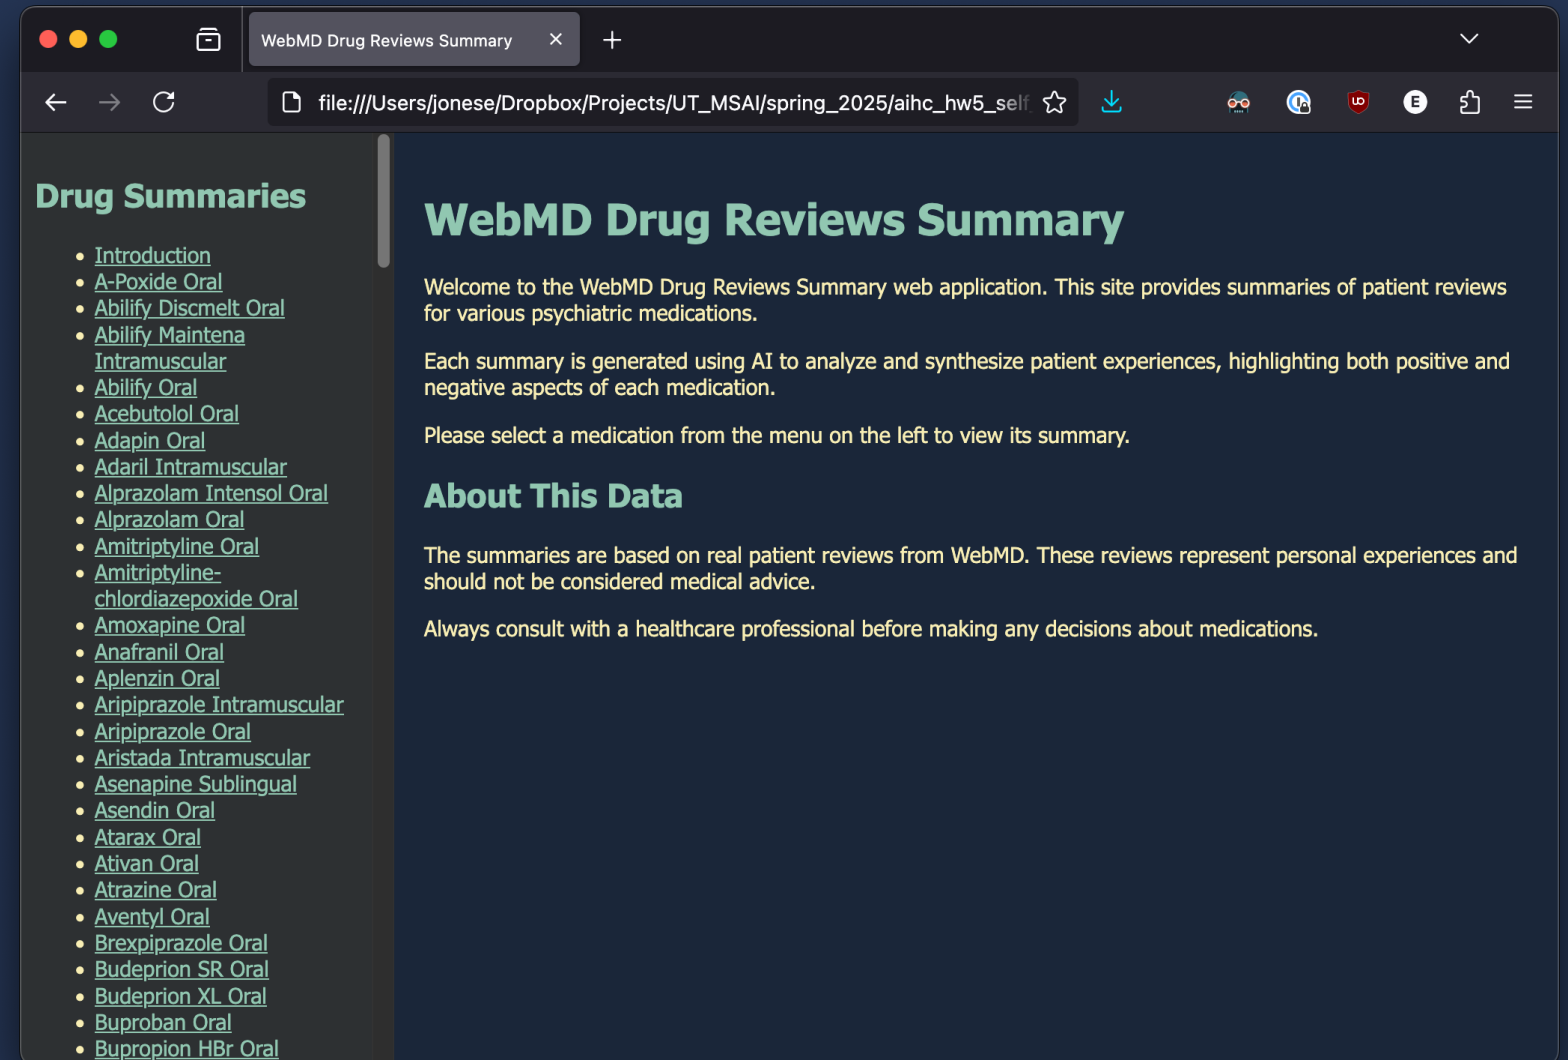 WebMD Drug Reviews Summary
file:///Users/jonese/Dropbox/Projects/UT_MSAI/spring_2025/aihc_hw5_self
E
Drug Summaries
Introduction
A-Poxide Oral
Abilify Discmelt Oral
Abilify Maintena
Intramuscular
Abilify Oral
Acebutolol Oral
Adapin Oral
Adaril Intramuscular
Alprazolam Intensol Oral
Alprazolam Oral
Amitriptyline Oral
Amitriptyline-
chlordiazepoxide Oral
Amoxapine Oral
Anafranil Oral
Aplenzin Oral
Aripiprazole Intramuscular
Aripiprazole Oral
Aristada Intramuscular
Asenapine Sublingual
Asendin Oral
Atarax Oral
Ativan Oral
Atrazine Oral
Aventyl Oral
Brexpiprazole Oral
Budeprion SR Oral
Budeprion XL Oral
Buproban Oral
Bupropion HBr Oral
WebMD Drug Reviews Summary
Welcome to the WebMD Drug Reviews Summary web application. This site provides summaries of patient reviews
for various psychiatric medications.
Each summary is generated using AI to analyze and synthesize patient experiences, highlighting both positive and
negative aspects of each medication.
Please select a medication from the menu on the left to view its summary.
About This Data
The summaries are based on real patient reviews from WebMD. These reviews represent personal experiences and
should not be considered medical advice.
Always consult with a healthcare professional before making any decisions about medications.